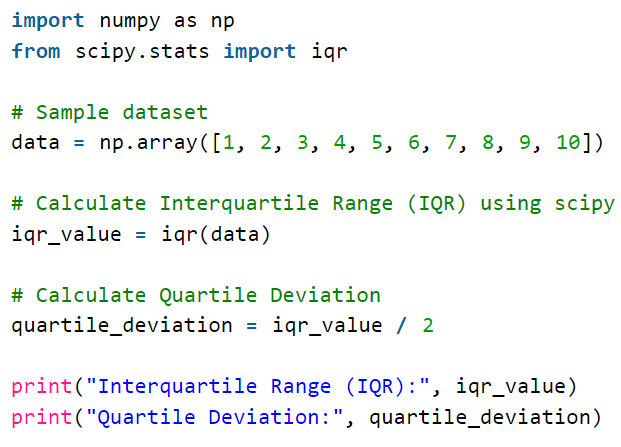 import numpy as np
from scipy.stats import iqr
# Sample dataset
data = np.array([1, 2, 3, 4, 5, 6, 7, 8, 9, 10])
# Calculate Interquartile Range (IQR) using scipy
iqr_value = iqr(data)
# Calculate Quartile Deviation
quartile_deviation = iqr_value / 2
print("Interquartile Range (IQR):", iqr_value)
print("Quartile Deviation:", quartile_deviation)